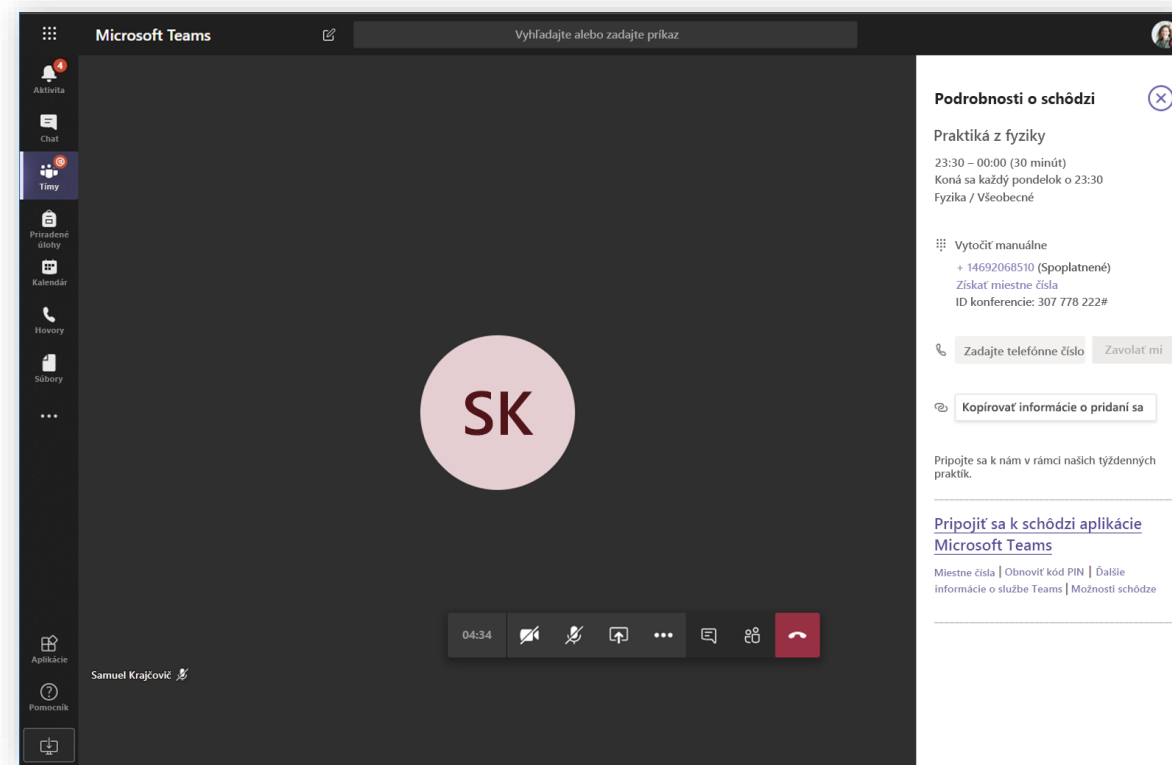 Microsoft Teams
Vyhľadajte alebo zadajte príkaz
4
Aktivita
Chat
@
Tímy
Priradené
úlohy
Kalendár
Hovory
Súbory
Aplikácie
Pomocník
SK
04:34
Samuel Krajčovič
Podrobnosti o schôdzi
Praktiká z fyziky
23:30 – 00:00 (30 minút)
Koná sa každý pondelok o 23:30
Fyzika / Všeobecné
Vytočiť manuálne
+ 14692068510 (Spoplatnené)
Získať miestne čísla
ID konferencie: 307 778 222#
Zadajte telefónne číslo
Zavolať mi
Kopírovať informácie o pridaní sa
Pripojte sa k nám v rámci našich týždenných
praktík.
Pripojiť sa k schôdzi aplikácie
Microsoft Teams
Miestne čísla | Obnoviť kód PIN | Ďalšie
informácie o službe Teams | Možnosti schôdze